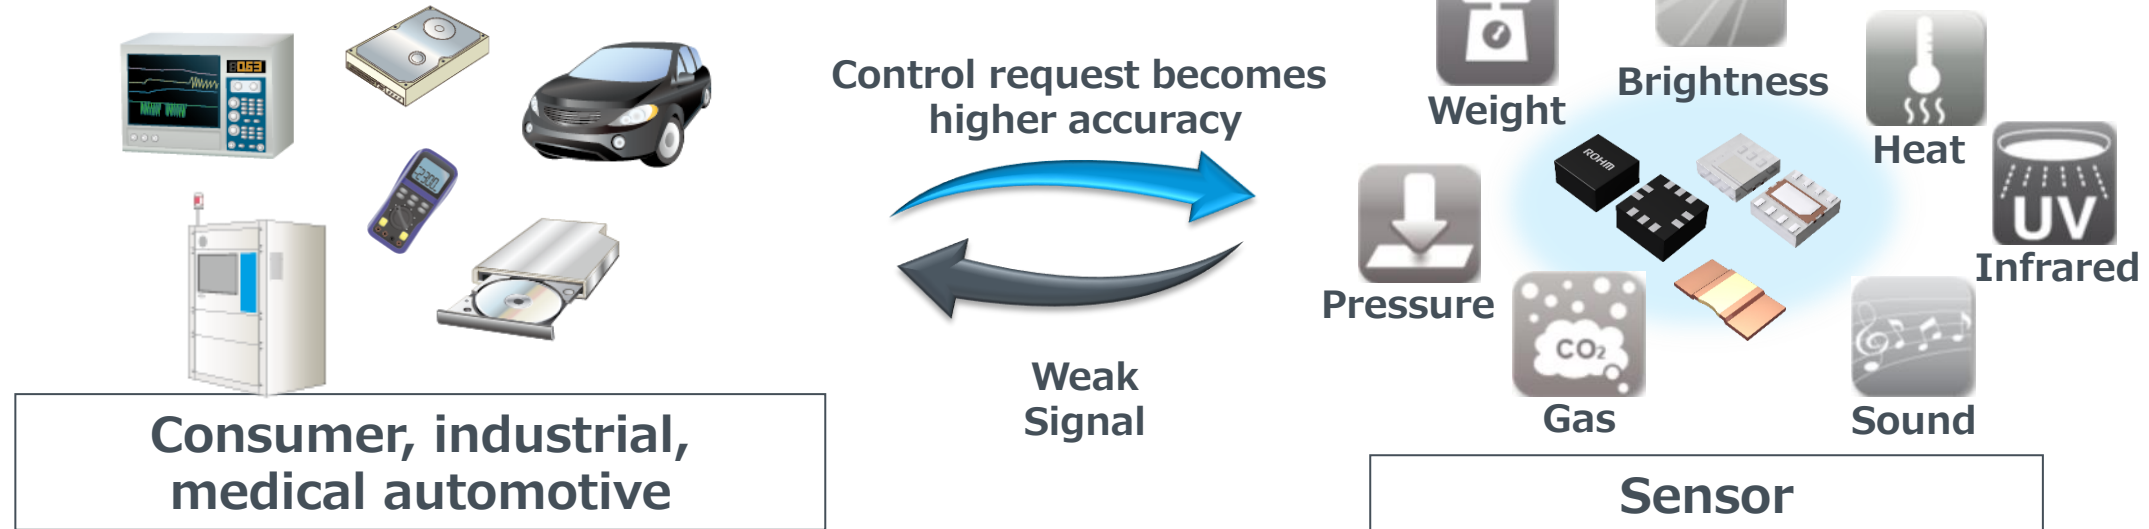 0.63
2300
Consumer, industrial,
medical automotive
Control request becomes
higher accuracy
Weak
Signal
Weight
Brightness
Heat
ROHM
UV
Infrared
Pressure
CO₂
Gas
Sound
Sensor